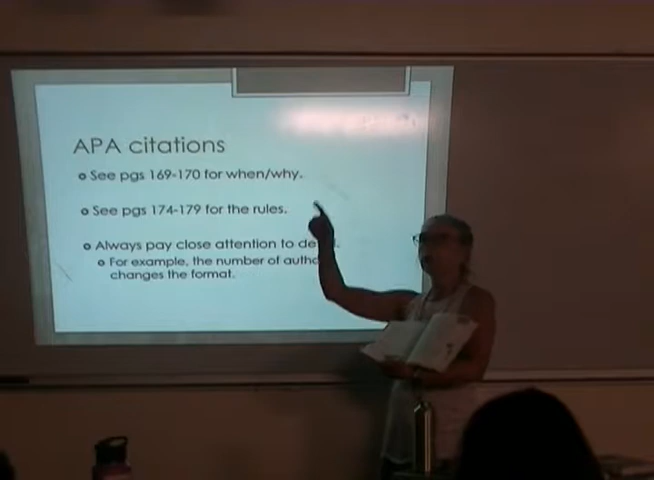 APA citations
See pgs 169-170 for when/why.
See pgs 174-179 for the rules.
Always pay close attention to
For example, the number of
changes the format.